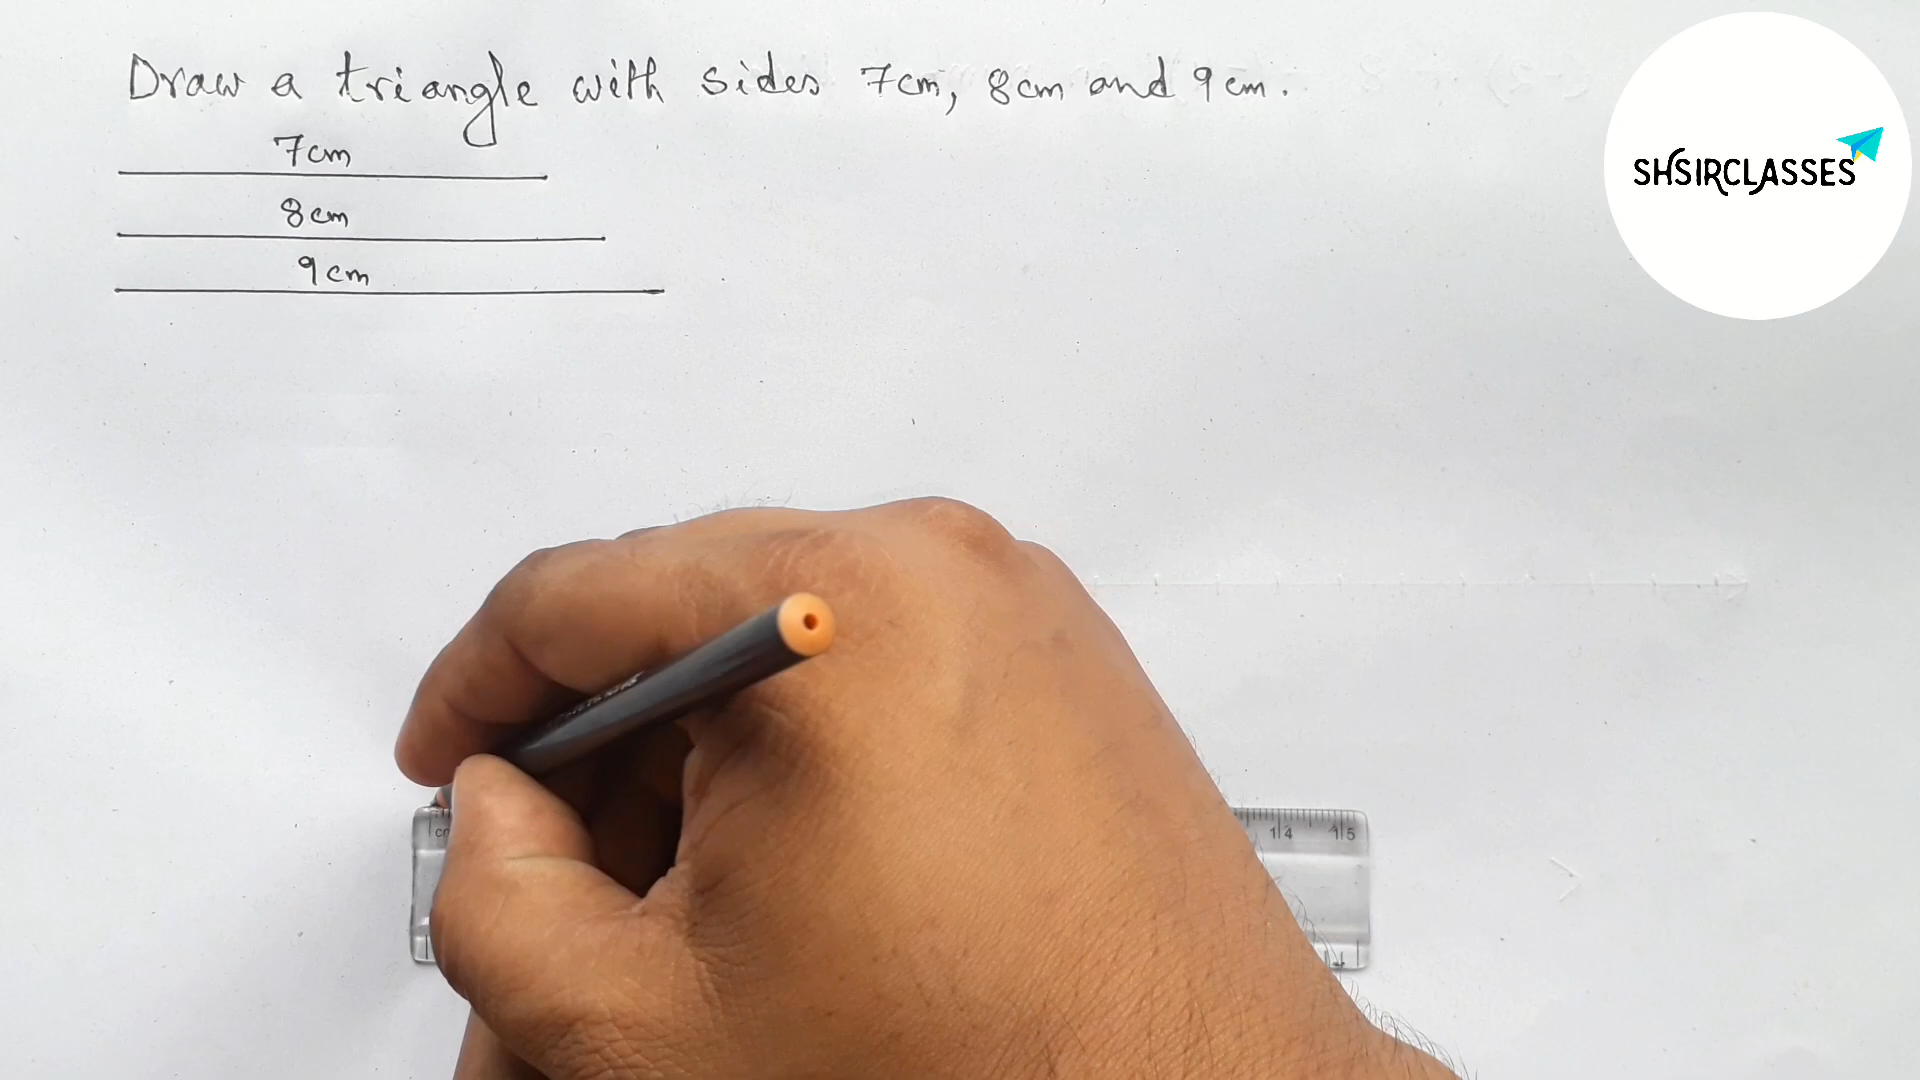 Draw a triangle with sides 7cm, 8cm and 9cm.
7cm
8cm
9cm
SHSIRCLASSES
14 15